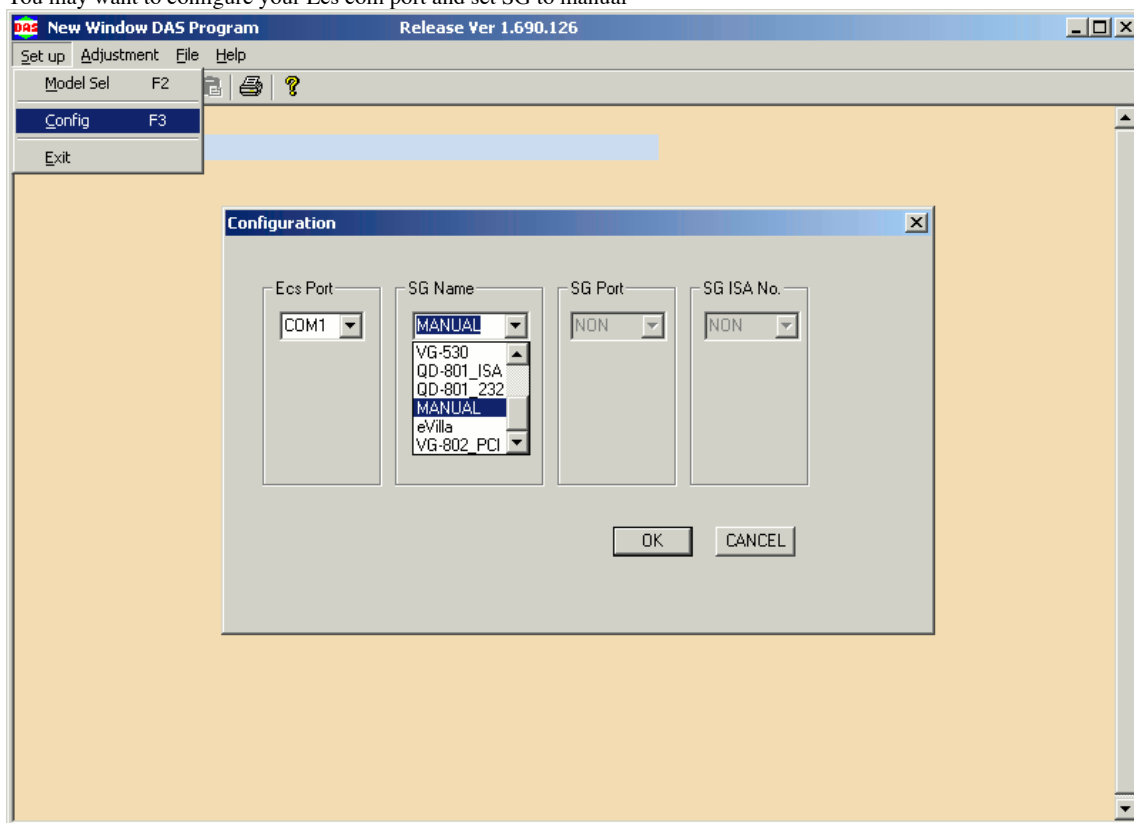 You may want to configure your Ecs com port and set SG to manual
DAS New Window DAS Program Release Ver 1.690.126
Set up Adjustment File Help
Model Sel F2
Config F3
Exit
Configuration
Ecs Port SG Name SG Port SG ISA No.
COM1 MANUAL NON NON
VG-530
QD-801_ISA
QD-801_232
MANUAL
eVilla
VG-802_PCI
OK CANCEL